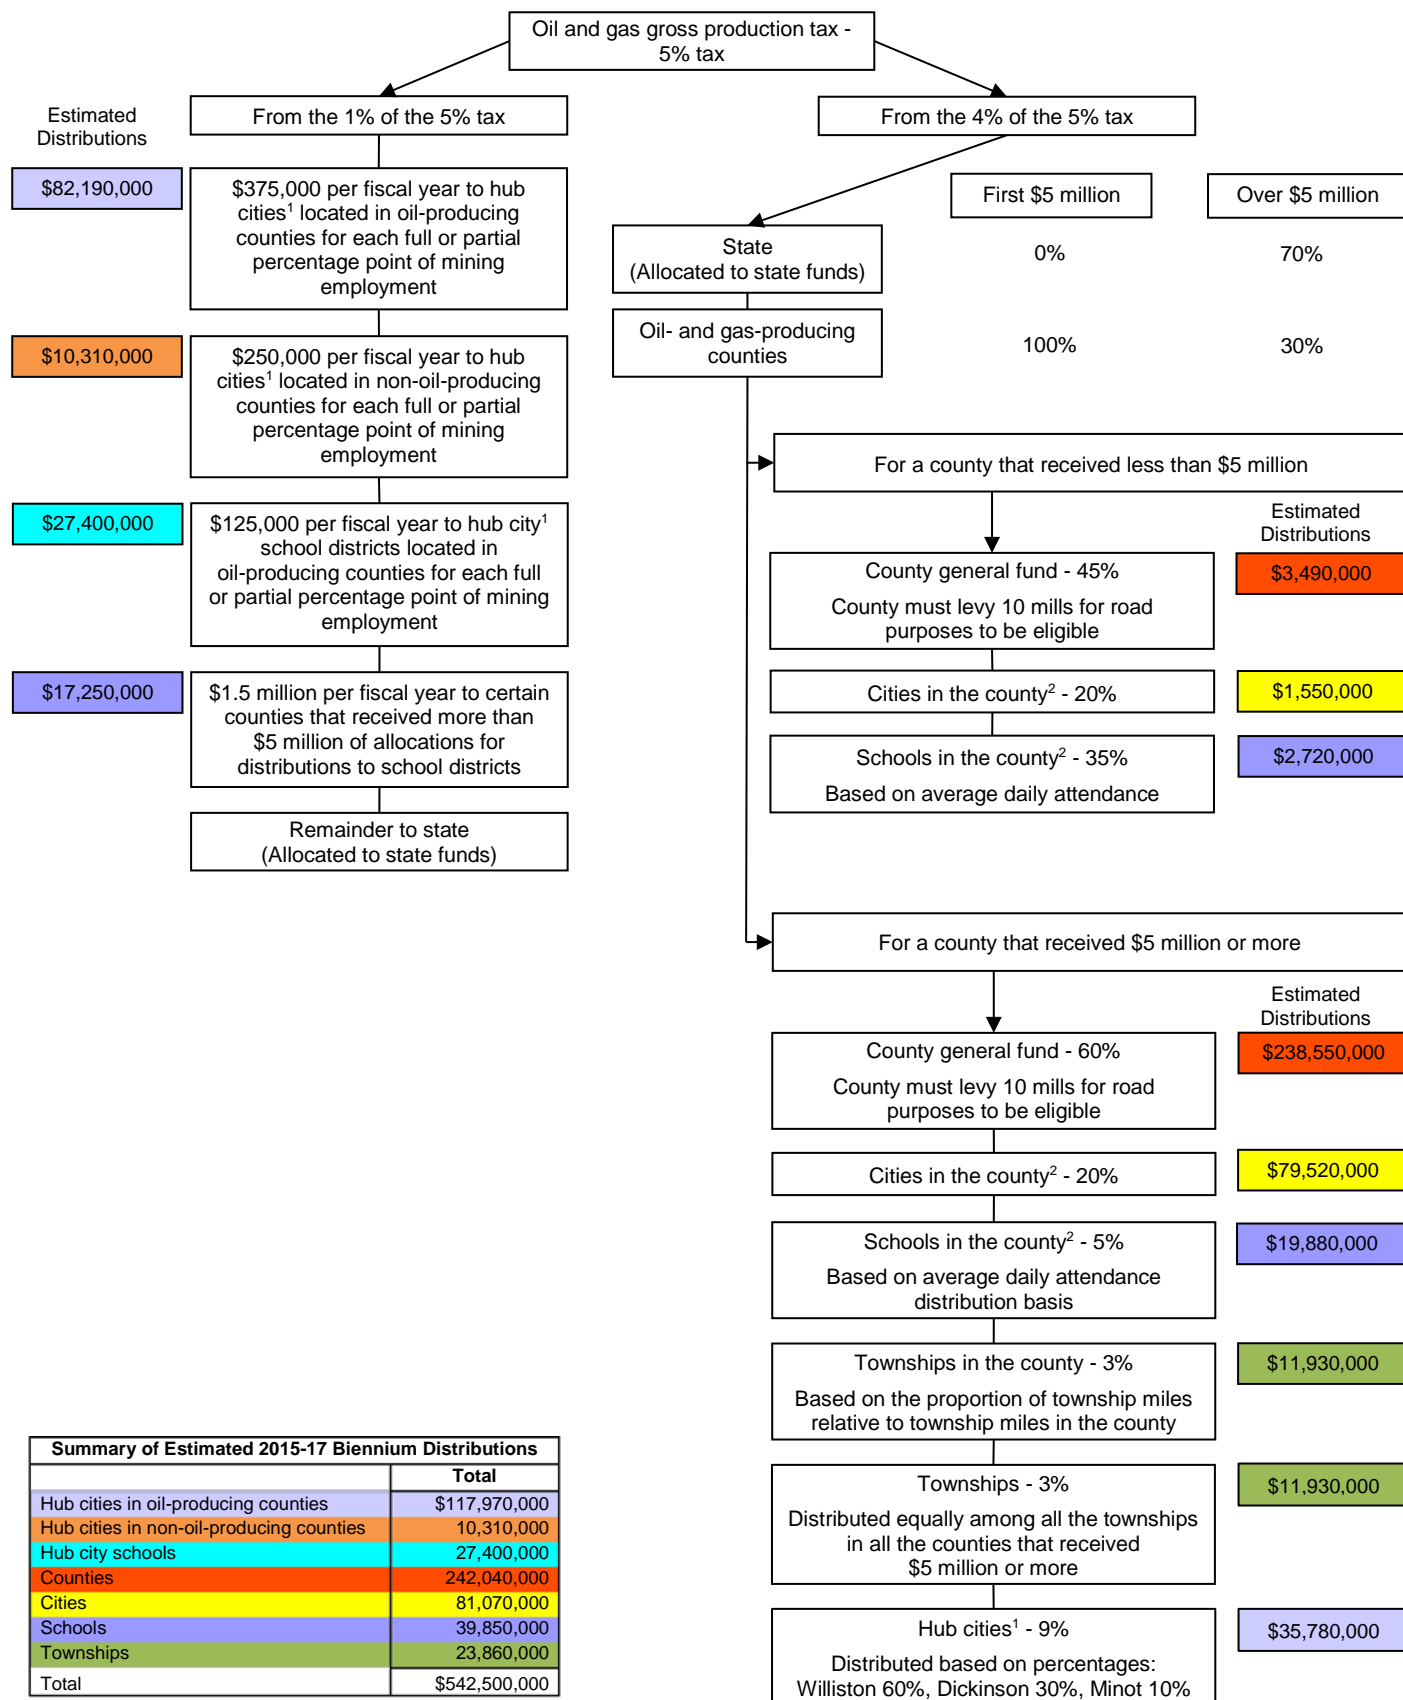 Oil and gas gross production tax -
5% tax
Estimated
Distributions
From the 1% of the 5% tax
$82,190,000
$375,000 per fiscal year to hub
cities¹ located in oil-producing
counties for each full or partial
percentage point of mining
employment
$10,310,000
$250,000 per fiscal year to hub
cities¹ located in non-oil-producing
counties for each full or partial
percentage point of mining
employment
$27,400,000
$125,000 per fiscal year to hub city¹
school districts located in
oil-producing counties for each full
or partial percentage point of mining
employment
$17,250,000
$1.5 million per fiscal year to certain
counties that received more than
$5 million of allocations for
distributions to school districts
Remainder to state
(Allocated to state funds)
From the 4% of the 5% tax
First $5 million
Over $5 million
State
(Allocated to state funds)
0%
70%
Oil- and gas-producing
counties
100%
30%
For a county that received less than $5 million
Estimated
Distributions
County general fund - 45%
County must levy 10 mills for road
purposes to be eligible
$3,490,000
Cities in the county² - 20%
$1,550,000
Schools in the county² - 35%
Based on average daily attendance
$2,720,000
For a county that received $5 million or more
Estimated
Distributions
County general fund - 60%
County must levy 10 mills for road
purposes to be eligible
$238,550,000
Cities in the county² - 20%
$79,520,000
Schools in the county² - 5%
Based on average daily attendance
distribution basis
$19,880,000
Townships in the county - 3%
Based on the proportion of township miles
relative to township miles in the county
$11,930,000
Townships - 3%
Distributed equally among all the townships
in all the counties that received
$5 million or more
$11,930,000
Hub cities¹ - 9%
Distributed based on percentages:
Williston 60%, Dickinson 30%, Minot 10%
$35,780,000
Summary of Estimated 2015-17 Biennium Distributions
Total
Hub cities in oil-producing counties $117,970,000
Hub cities in non-oil-producing counties 10,310,000
Hub city schools 27,400,000
Counties 242,040,000
Cities 81,070,000
Schools 39,850,000
Townships 23,860,000
Total $542,500,000